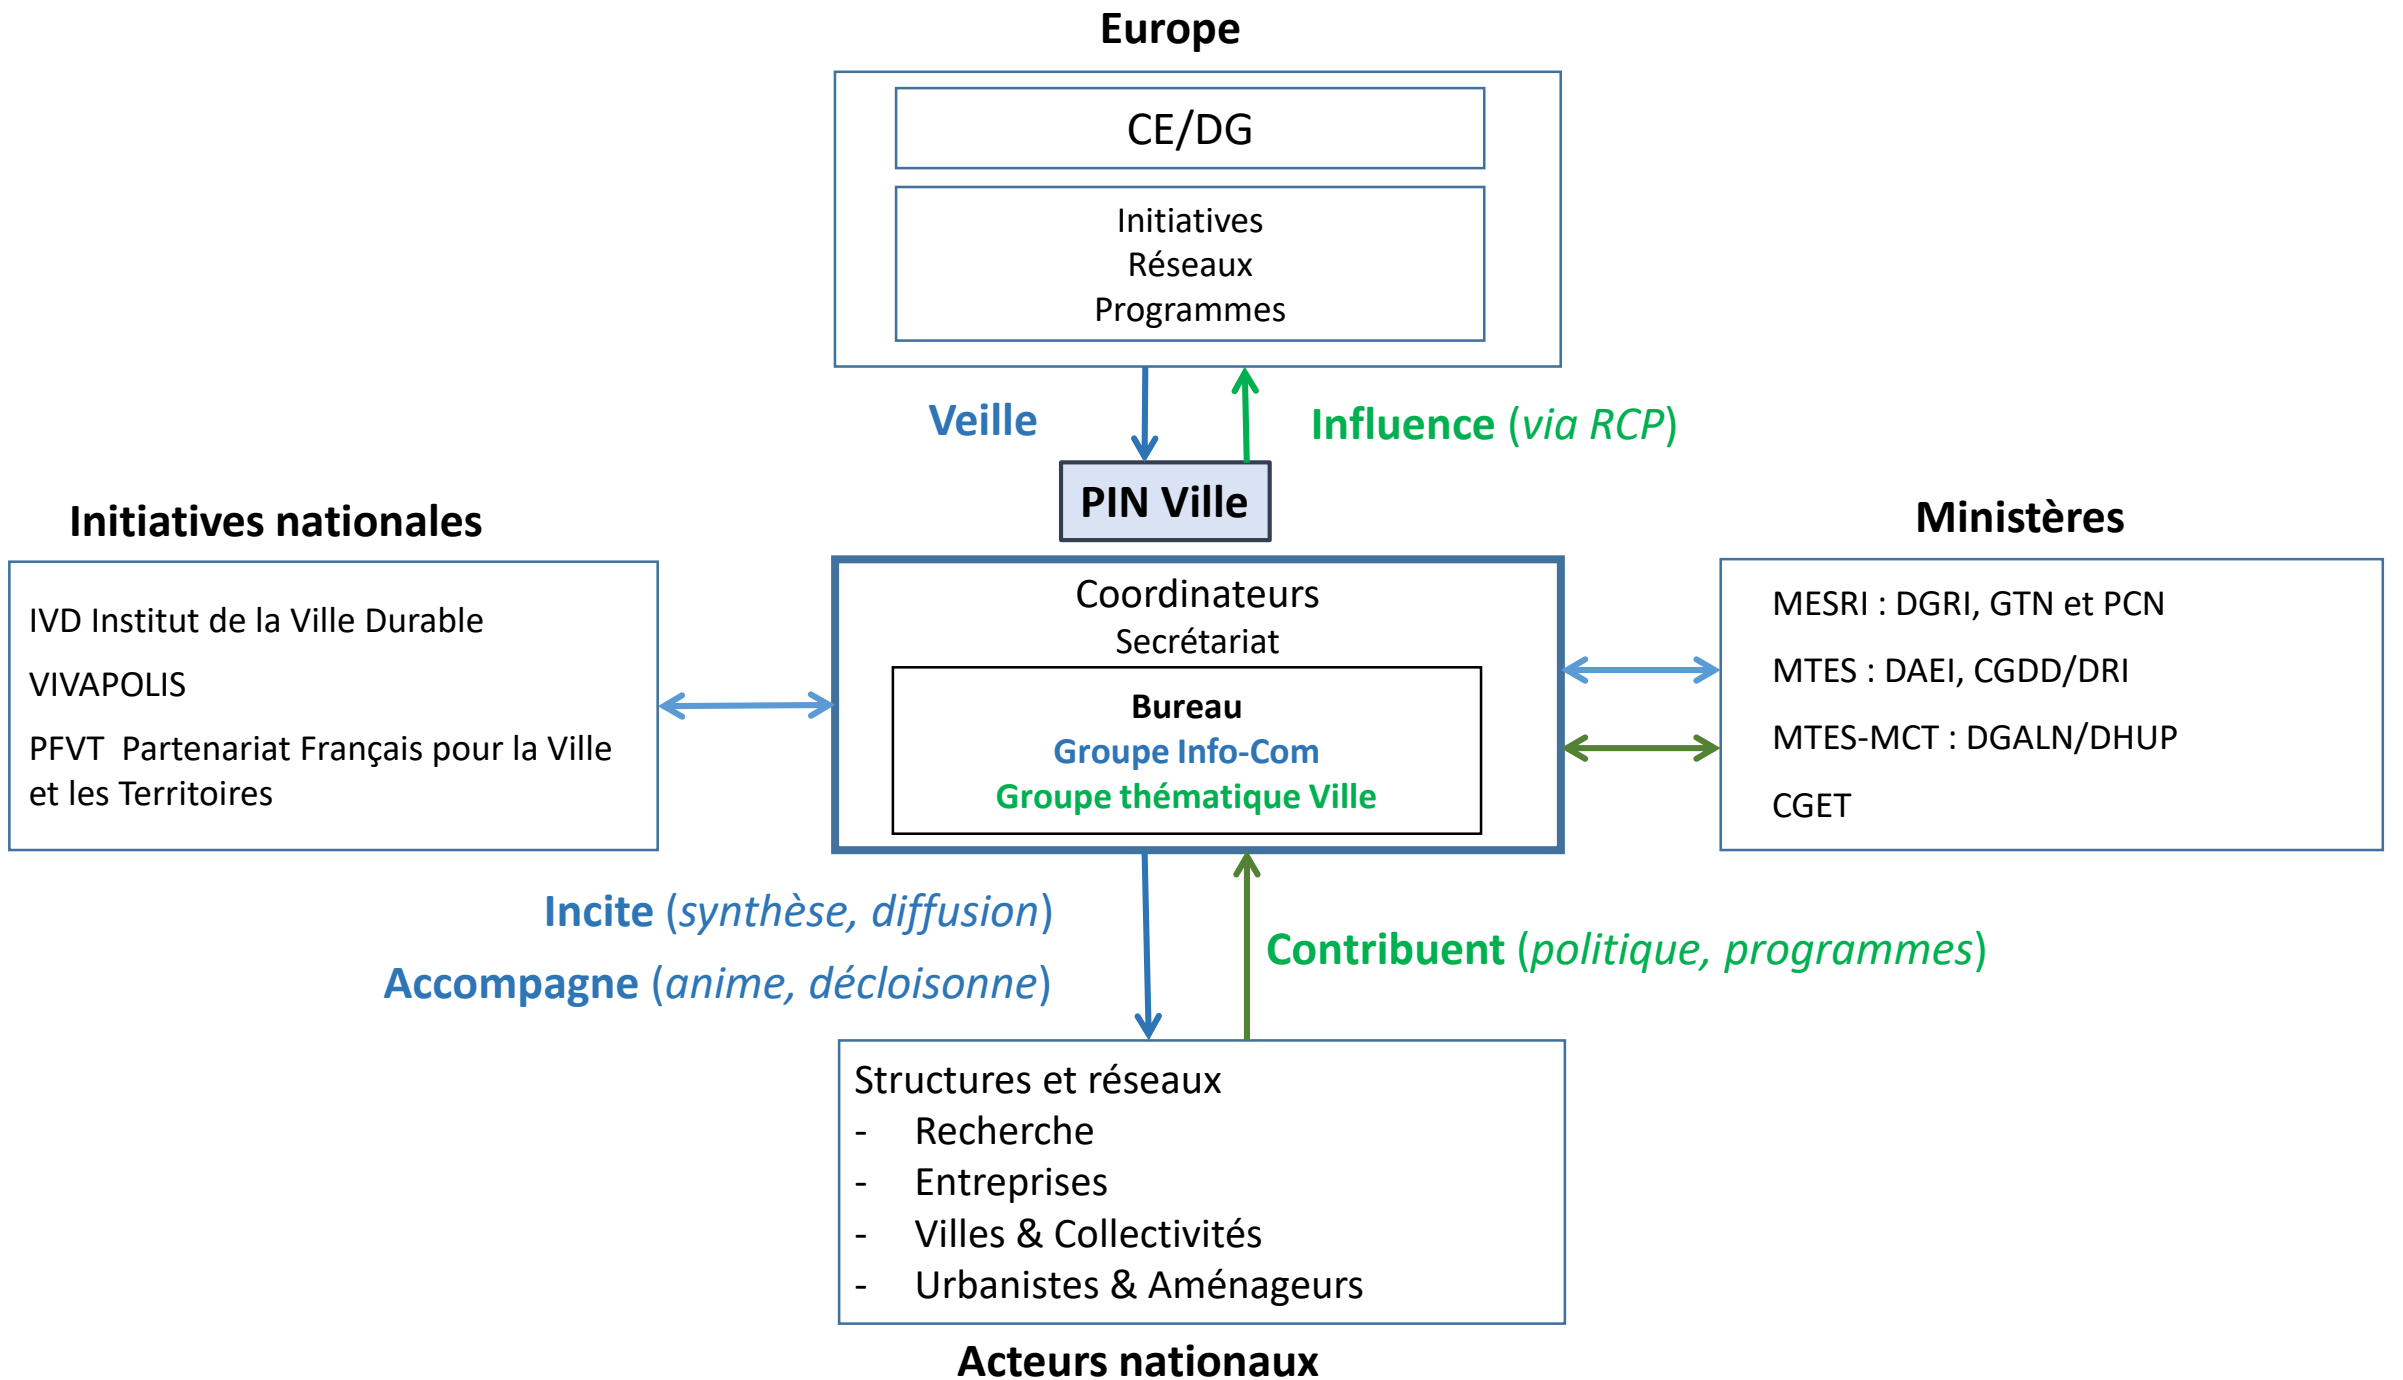 Europe
CE/DG
Initiatives
Réseaux
Programmes
Veille
Influence (via RCP)
PIN Ville
Initiatives nationales
IVD Institut de la Ville Durable
VIVAPOLIS
PFVT  Partenariat Français pour la Ville
et les Territoires
Coordinateurs
Secrétariat
Bureau
Groupe Info-Com
Groupe thématique Ville
Ministères
MESRI : DGRI, GTN et PCN
MTES : DAEI, CGDD/DRI
MTES-MCT : DGALN/DHUP
CGET
Incite (synthèse, diffusion)
Accompagne (anime, décloisonne)
Contribuent (politique, programmes)
Structures et réseaux
- Recherche
- Entreprises
- Villes & Collectivités
- Urbanistes & Aménageurs
Acteurs nationaux